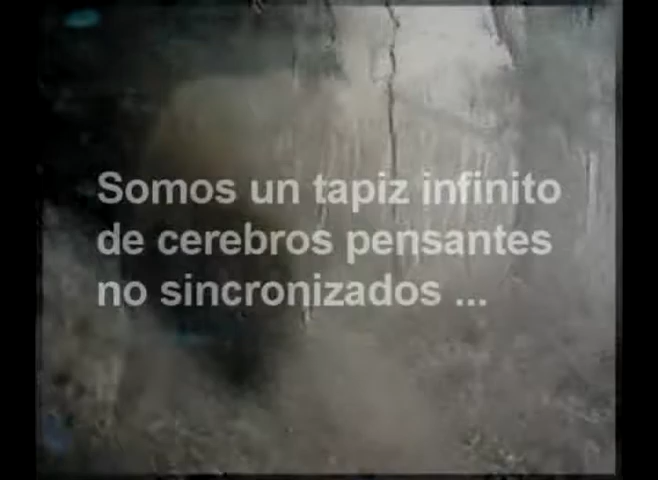 Somos un tapiz infinito
de cerebros pensantes
no sincronizados ...